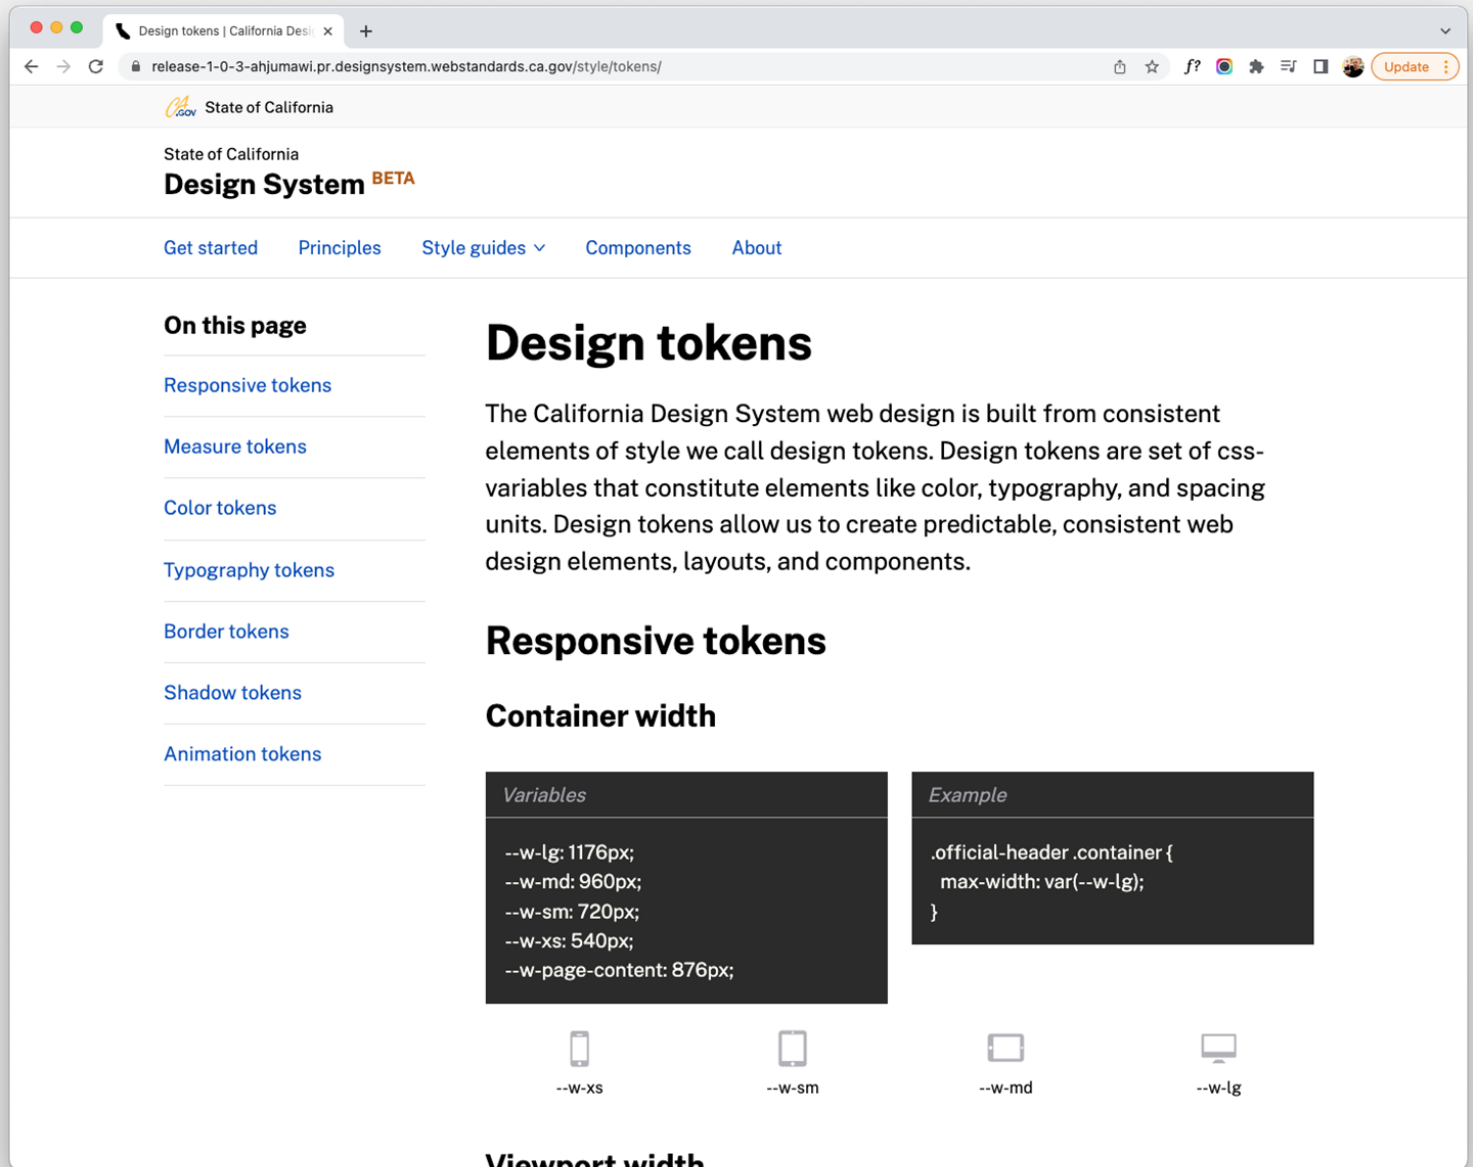 Design tokens | California Desi
release-1-0-3-ahjumawi.pr.designsystem.webstandards.ca.gov/style/tokens/
f?
Update
CA.GOV State of California
State of California
Design System BETA
Get started Principles Style guides Components About
On this page
Responsive tokens
Measure tokens
Color tokens
Typography tokens
Border tokens
Shadow tokens
Animation tokens
Design tokens
The California Design System web design is built from consistent
elements of style we call design tokens. Design tokens are set of css-
variables that constitute elements like color, typography, and spacing
units. Design tokens allow us to create predictable, consistent web
design elements, layouts, and components.
Responsive tokens
Container width
Variables
--w-lg: 1176px;
--w-md: 960px;
--w-sm: 720px;
--w-xs: 540px;
--w-page-content: 876px;
Example
.official-header .container {
max-width: var(--w-lg);
}
--w-xs --w-sm --w-md --w-lg
Viewport width